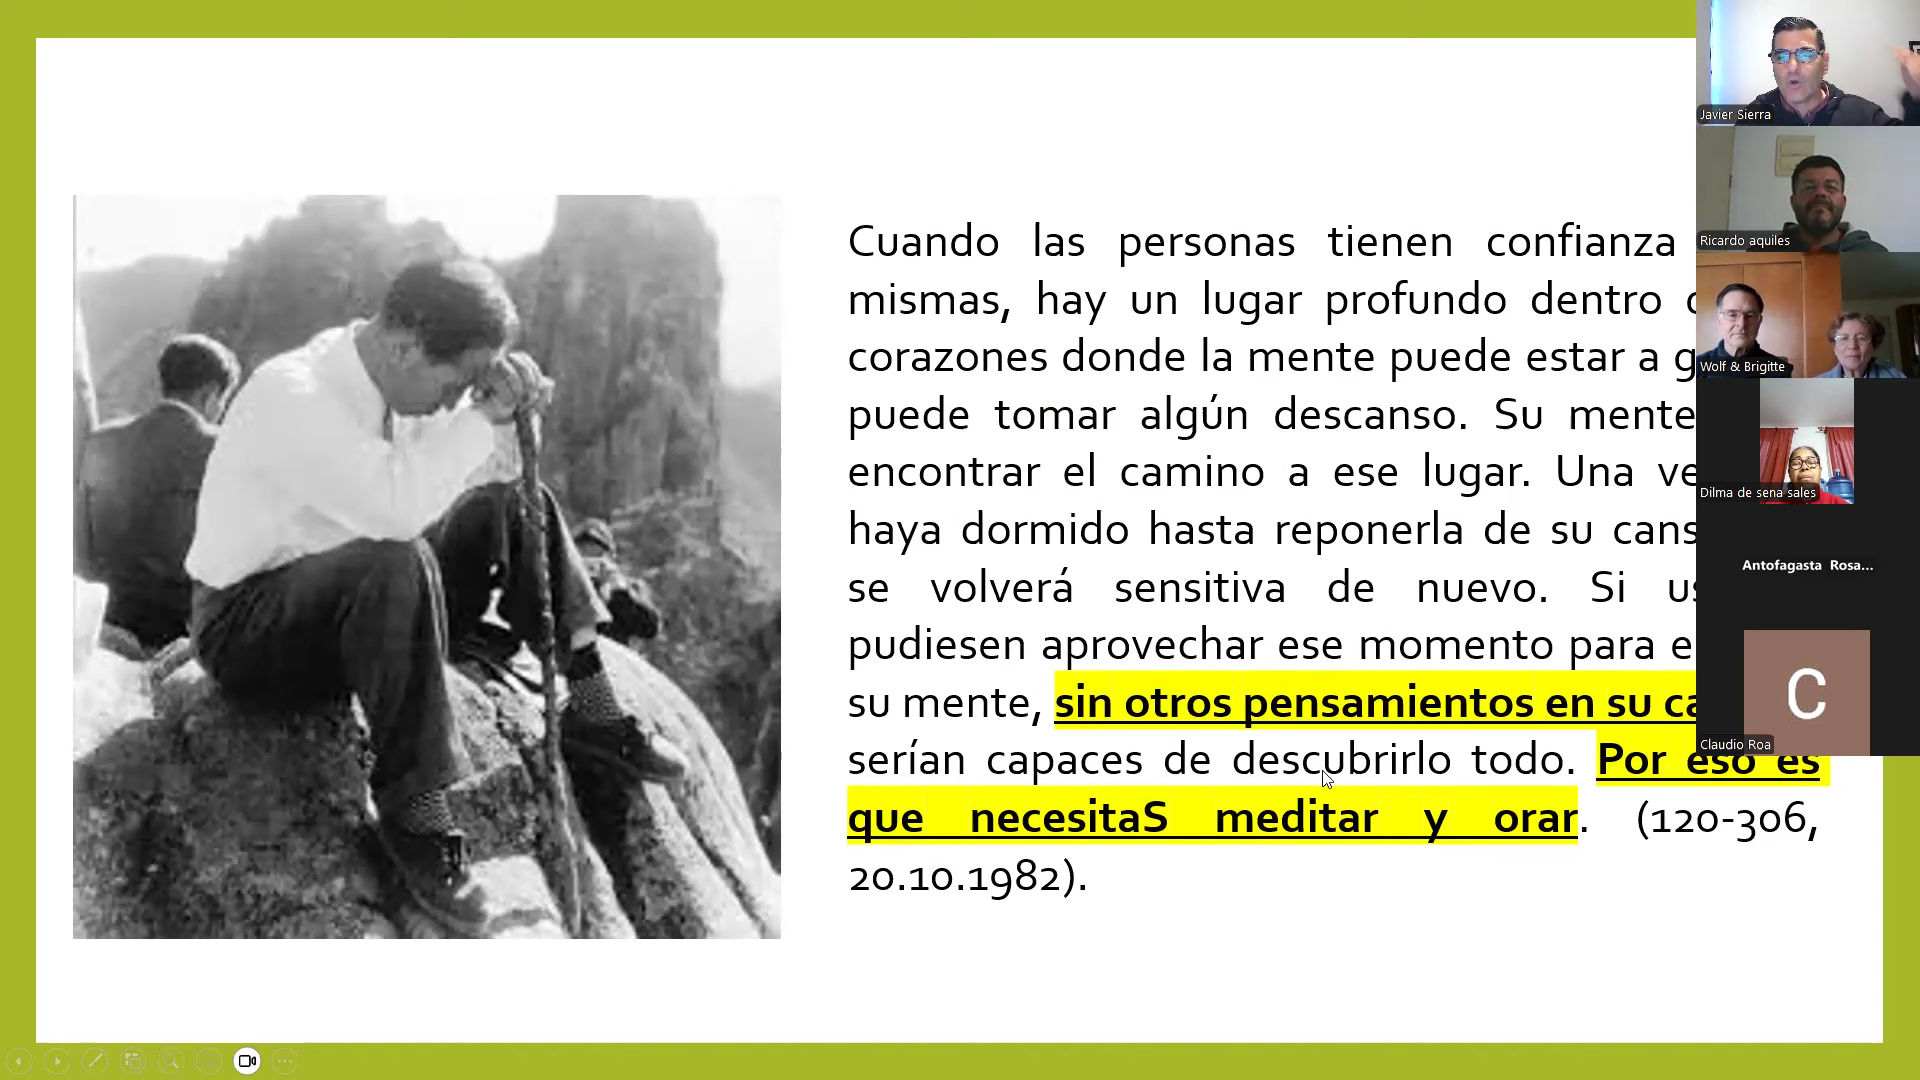 Cuando las personas tienen confianza
mismas, hay un lugar profundo dentro
corazones donde la mente puede estar a
puede tomar algún descanso. Su mente
encontrar el camino a ese lugar. Una
haya dormido hasta reponerla de su
se volverá sensitiva de nuevo. Si
pudiesen aprovechar ese momento para
su mente, sin otros pensamientos en su
serían capaces de descubrirlo todo. Por eso es
que necesitaS meditar y orar. (120-306,
20.10.1982).
Javier Sierra
Ricardo aquiles
Wolf & Brigitte
Dilma de sena sales
Antofagasta Rosa...
C
Claudio Roa